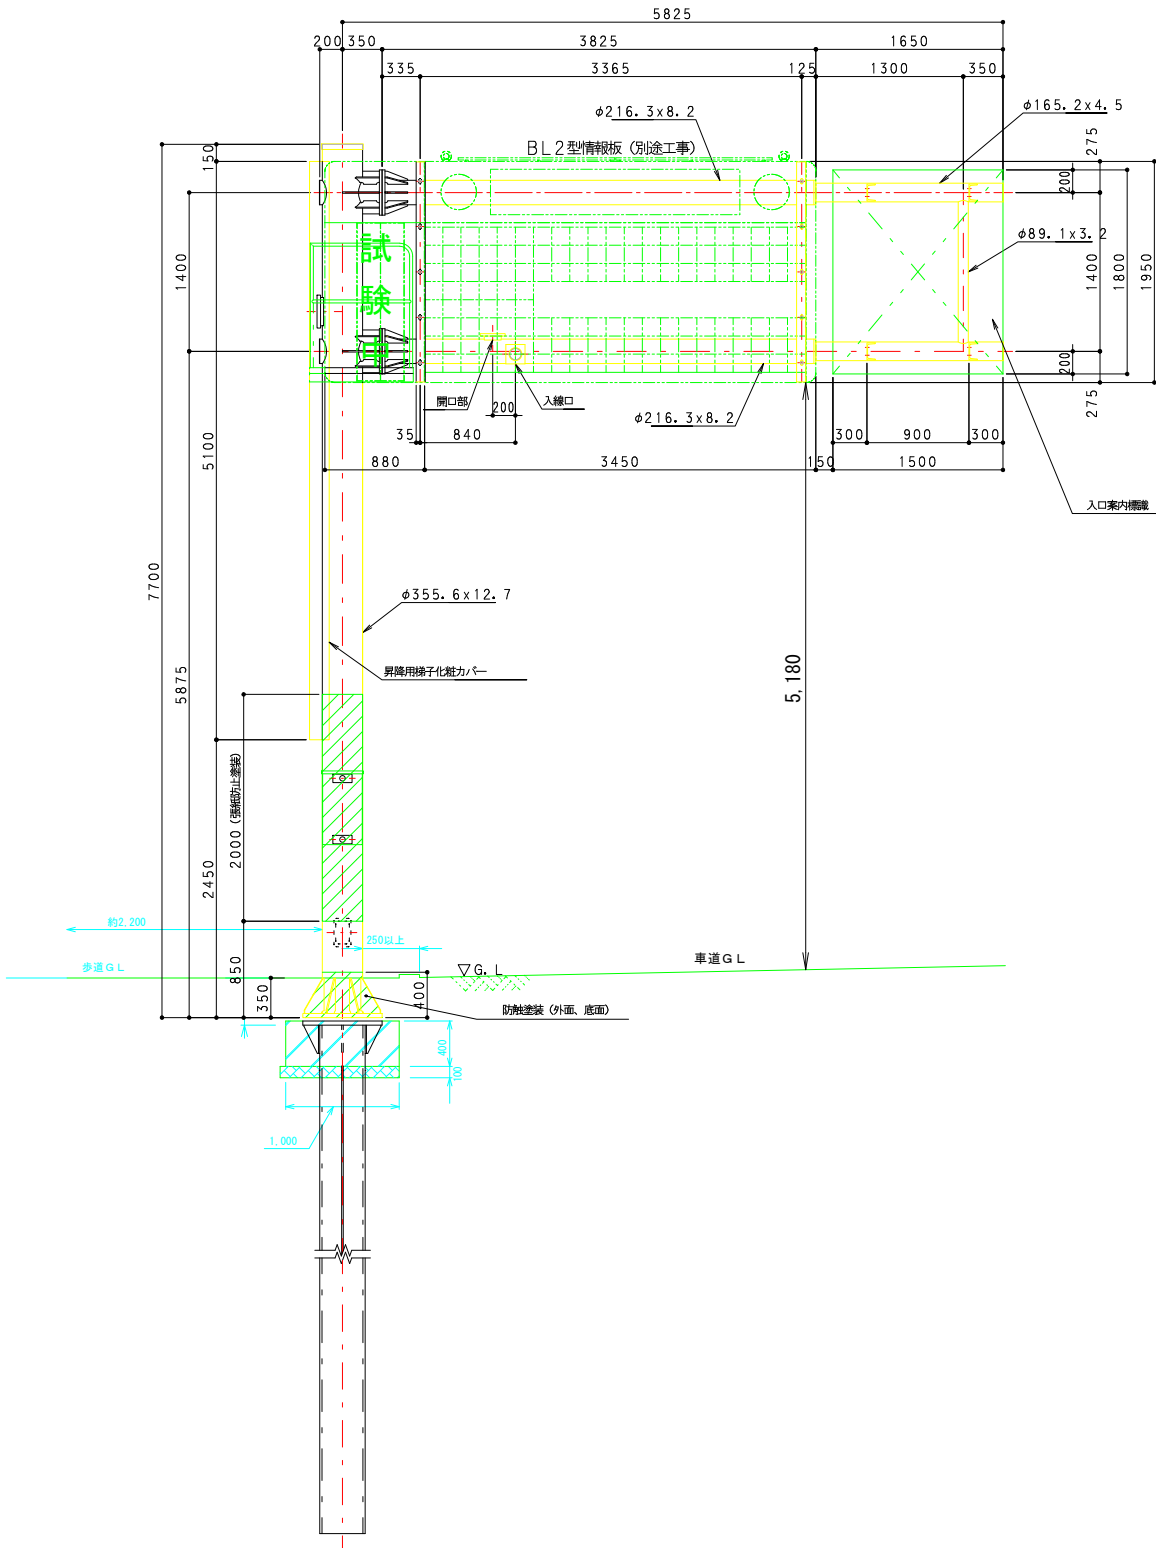 5825
200
350
3825
1650
335
3365
125
1300
350
φ216.3x8.2
φ165.2x4.5
BL2型情報板（別途工事）
150
275
200
φ89.1x3.2
試
験
中
1400
1400
1800
1950
200
275
開口部
200
入線口
φ216.3x8.2
35
840
300
900
300
5100
880
3450
150
1500
入口案内標識
7700
φ355.6x12.7
5,180
5875
昇降用梯子化粧カバー
2000（張紙防止塗装）
2450
約2,200
250以上
歩道GL
850
G.L
車道GL
350
400
防触塗装（外面、底面）
400
100
1,000